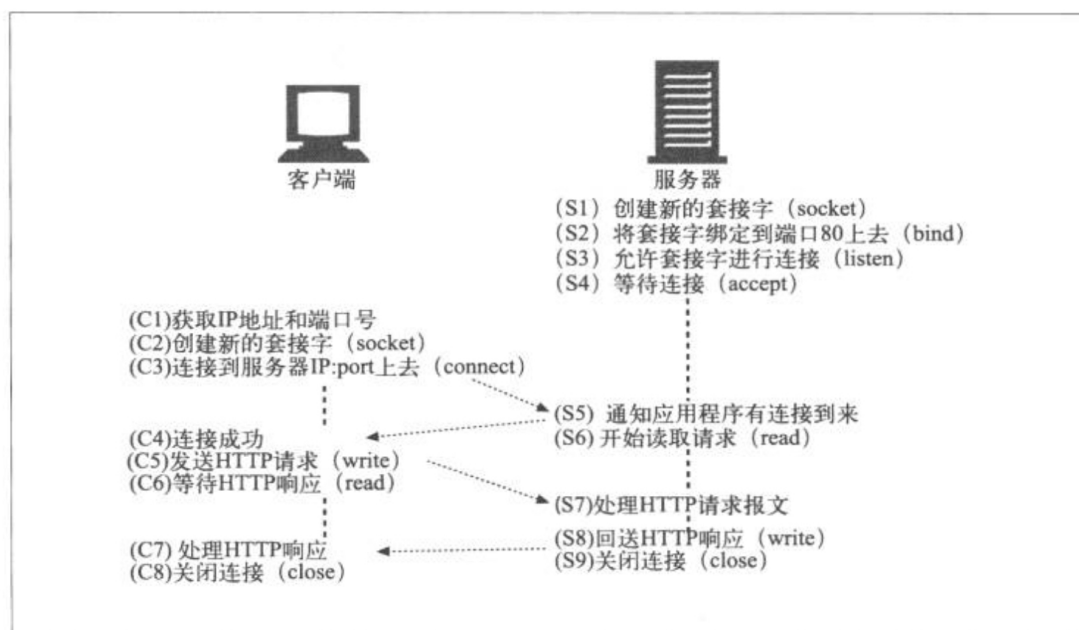 客户端
服务器
(S1) 创建新的套接字（socket）
(S2) 将套接字绑定到端口80上去（bind）
(S3) 允许套接字进行连接（listen）
(S4) 等待连接（accept）
(C1)获取IP地址和端口号
(C2)创建新的套接字（socket）
(C3)连接到服务器IP:port上去（connect）
(S5) 通知应用程序有连接到来
(S6) 开始读取请求（read）
(C4)连接成功
(C5)发送HTTP请求（write）
(C6)等待HTTP响应（read）
(S7)处理HTTP请求报文
(S8)回送HTTP响应（write）
(S9)关闭连接（close）
(C7) 处理HTTP响应
(C8)关闭连接（close）